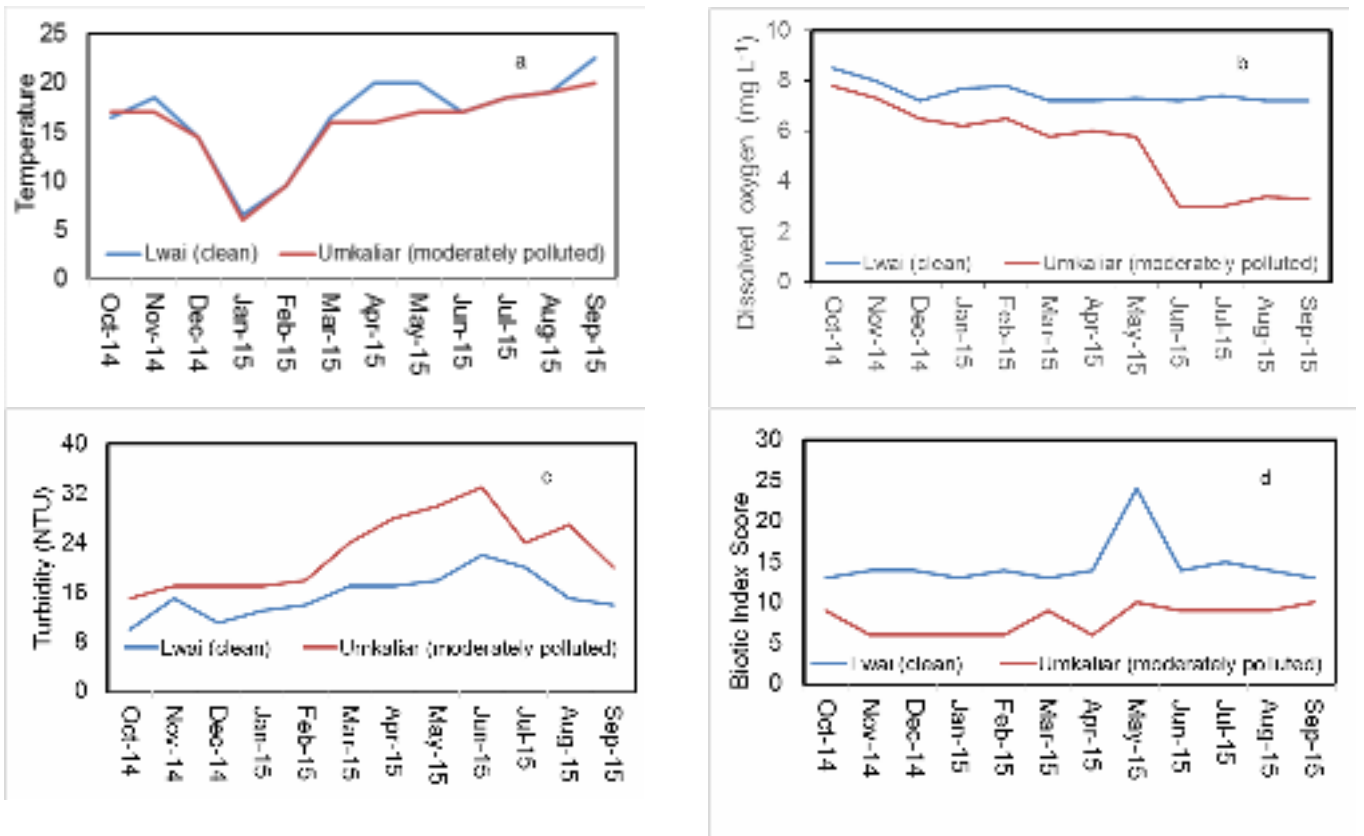 a
Temperature
25
20
15
10
5
0
Lwai (clean)
Umkaliar (moderately polluted)
Oct-14
Nov-14
Dec-14
Jan-15
Feb-15
Mar-15
Apr-15
May-15
Jun-15
Jul-15
Aug-15
Sep-15
b
Dissolved oxygen (mg L⁻¹)
10
8
6
4
2
0
Lwai (clean)
Umkaliar (moderately polluted)
Oct-14
Nov-14
Dec-14
Jan-15
Feb-15
Mar-15
Apr-15
May-15
Jun-15
Jul-15
Aug-15
Sep-15
c
Turbidity (NTU)
40
32
24
16
8
0
Lwai (clean)
Umkaliar (moderately polluted)
Oct-14
Nov-14
Dec-14
Jan-15
Feb-15
Mar-15
Apr-15
May-15
Jun-15
Jul-15
Aug-15
Sep-15
d
Biotic Index Score
30
25
20
15
10
5
0
Lwai (clean)
Umkaliar (moderately polluted)
Oct-14
Nov-14
Dec-14
Jan-15
Feb-15
Mar-15
Apr-15
May-15
Jun-15
Jul-15
Aug-15
Sep-15